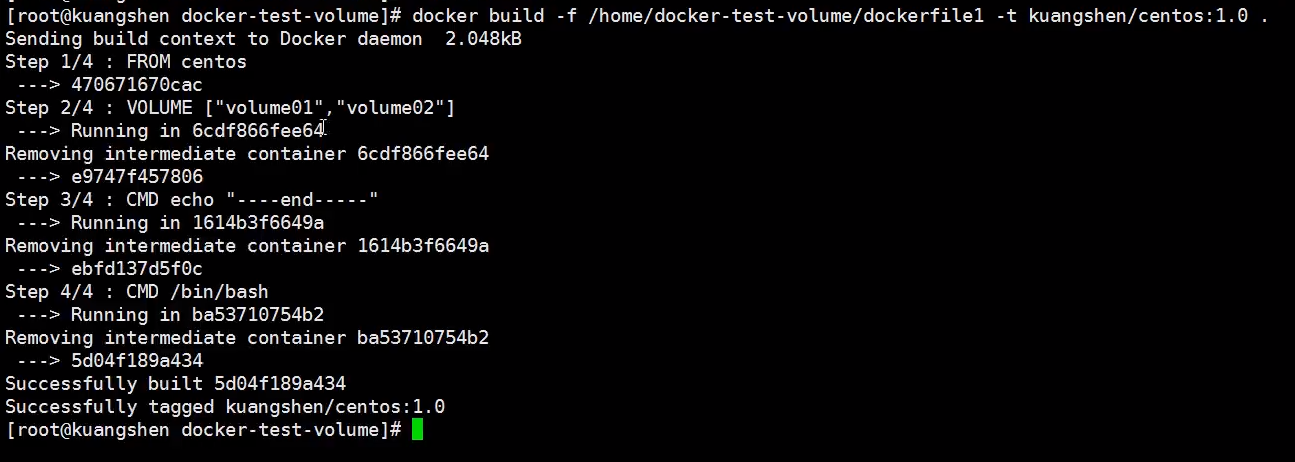 [root@kuangshen docker-test-volume]# docker build -f /home/docker-test-volume/dockerfile1 -t kuangshen/centos:1.0 .
Sending build context to Docker daemon  2.048kB
Step 1/4 : FROM centos
 ---> 470671670cac
Step 2/4 : VOLUME ["volume01","volume02"]
 ---> Running in 6cdf866fee64
Removing intermediate container 6cdf866fee64
 ---> e9747f457806
Step 3/4 : CMD echo "----end-----"
 ---> Running in 1614b3f6649a
Removing intermediate container 1614b3f6649a
 ---> ebfd137d5f0c
Step 4/4 : CMD /bin/bash
 ---> Running in ba53710754b2
Removing intermediate container ba53710754b2
 ---> 5d04f189a434
Successfully built 5d04f189a434
Successfully tagged kuangshen/centos:1.0
[root@kuangshen docker-test-volume]#